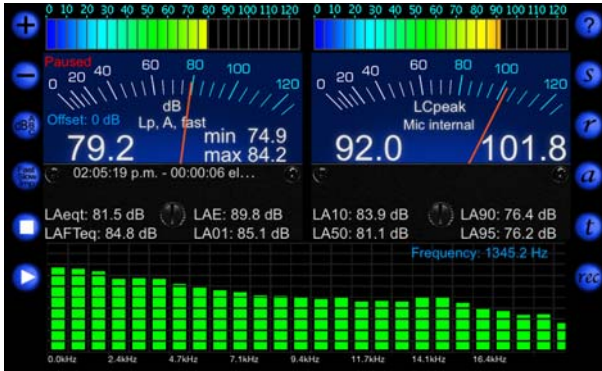 0 10 20 30 40 50 60 70 80 90 100 110 120
0 10 20 30 40 50 60 70 80 90 100 110 120
Paused
0 20 40 60 80 100 120
0 20 40 60 80 100 120
dB
Lp, A, fast
Offset: 0 dB
79.2
min 74.9
max 84.2
LCpeak
Mic internal
92.0
101.8
02:05:19 p.m. - 00:00:06 el...
LAeqt: 81.5 dB
LAE: 89.8 dB
LA10: 83.9 dB
LA90: 76.4 dB
LAFTeq: 84.8 dB
LA01: 85.1 dB
LA50: 81.1 dB
LA95: 76.2 dB
Frequency: 1345.2 Hz
0.0kHz 2.4kHz 4.7kHz 7.1kHz 9.4kHz 11.7kHz 14.1kHz 16.4kHz
+
-
?
s
r
a
t
rec